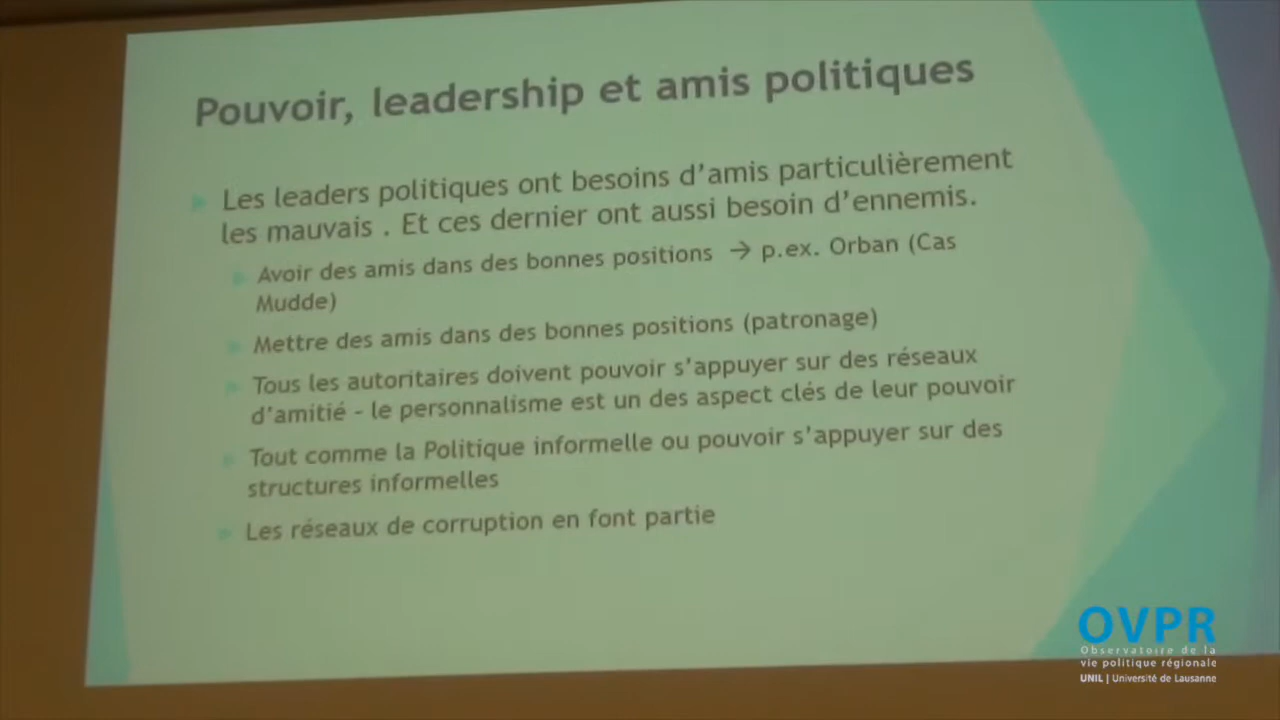 Pouvoir, leadership et amis politiques
Les leaders politiques ont besoins d'amis particulièrement
les mauvais . Et ces dernier ont aussi besoin d'ennemis.
Avoir des amis dans des bonnes positions → p.ex. Orban (Cas
Mudde)
Mettre des amis dans des bonnes positions (patronage)
Tous les autoritaires doivent pouvoir s'appuyer sur des réseaux
d'amitié - le personnalisme est un des aspect clés de leur pouvoir
Tout comme la Politique informelle ou pouvoir s'appuyer sur des
structures informelles
Les réseaux de corruption en font partie
OVPR
Observatoire de la
vie politique régionale
UNIL | Université de Lausanne